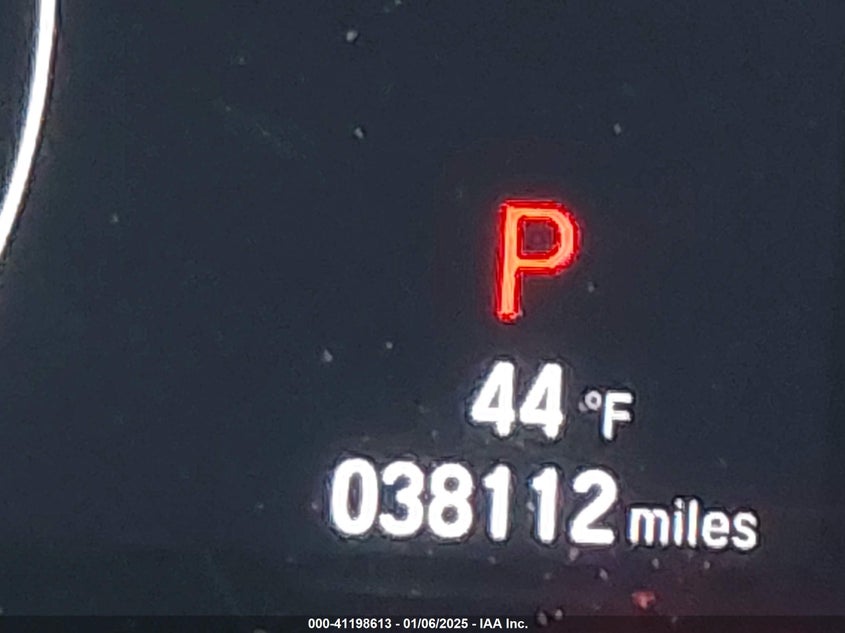 P
44 °F
038112 miles
000-41198613 - 01/06/2025 - IAA Inc.